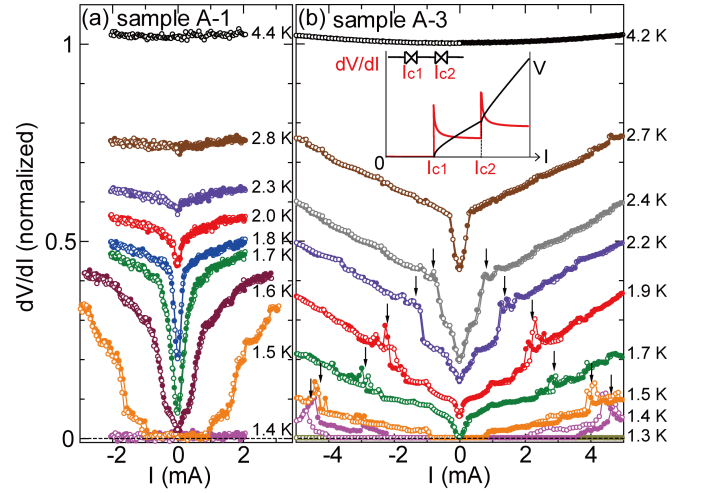 (a) sample A-1
(b) sample A-3
dV/dI (normalized)
1
0.5
0
4.4 K
2.8 K
2.3 K
2.0 K
1.8 K
1.7 K
1.6 K
1.5 K
1.4 K
-2
0
2
I (mA)
4.2 K
2.7 K
2.4 K
2.2 K
1.9 K
1.7 K
1.5 K
1.4 K
1.3 K
-4
-2
0
2
4
I (mA)
dV/dI
Ic1 Ic2
V
0
Ic1 Ic2 I